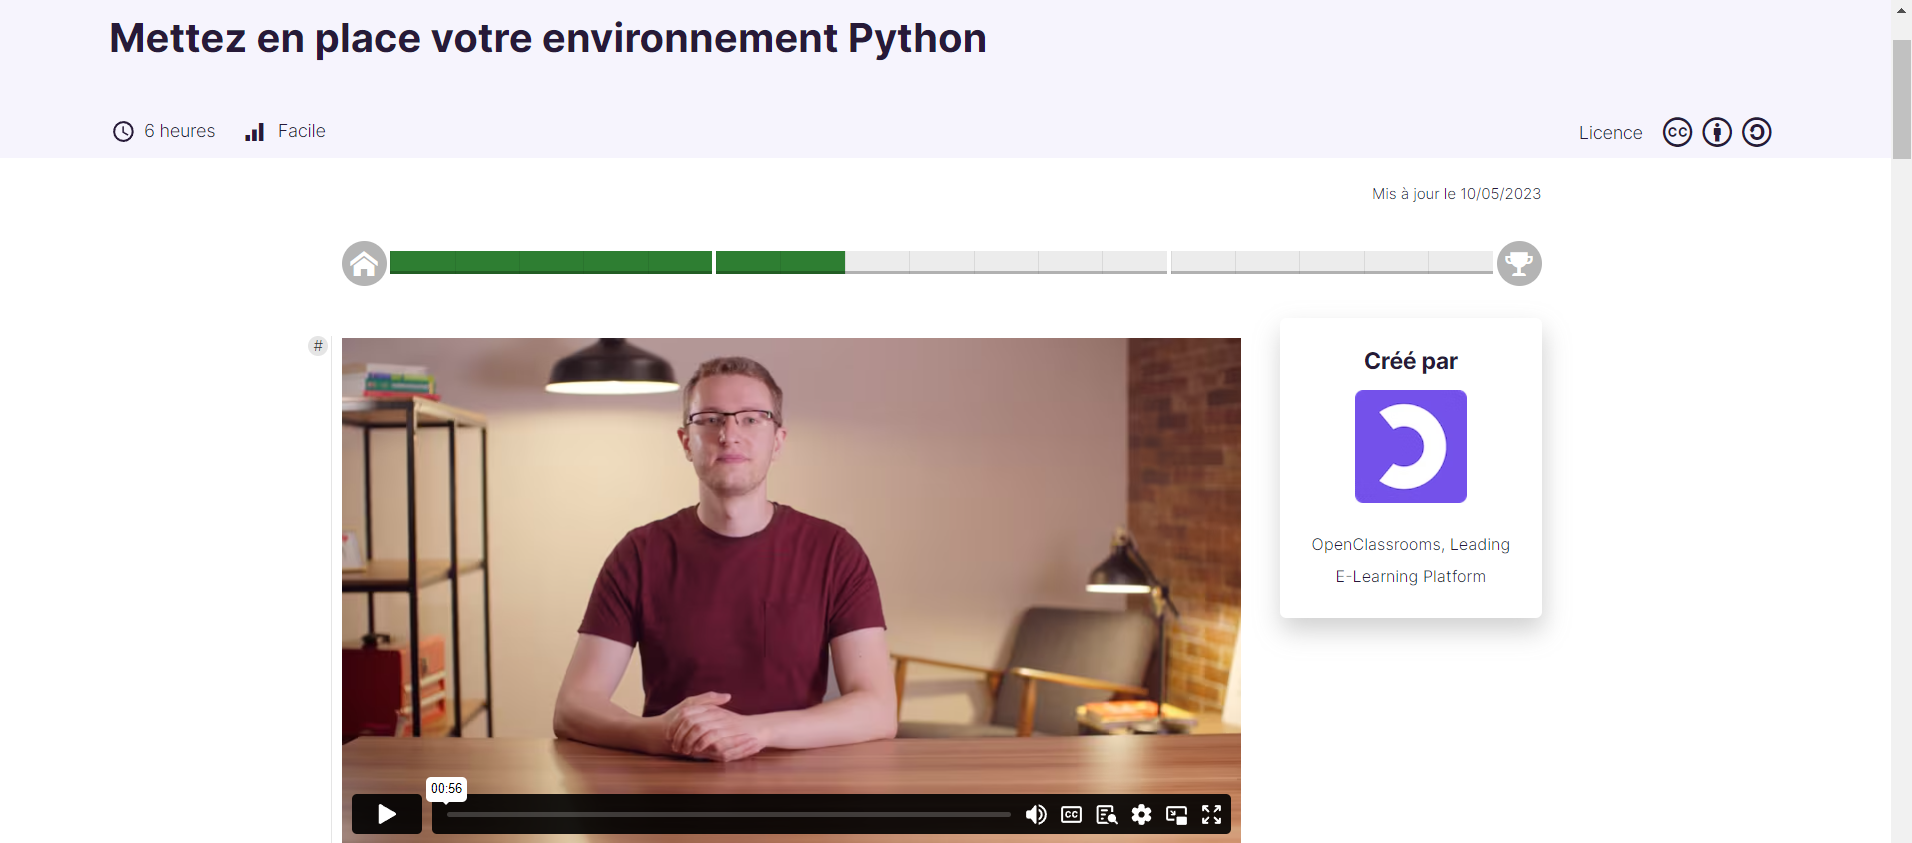 Mettez en place votre environnement Python
6 heures
Facile
Licence
Mis à jour le 10/05/2023
#
Créé par
OpenClassrooms, Leading
E-Learning Platform
00:56
CC